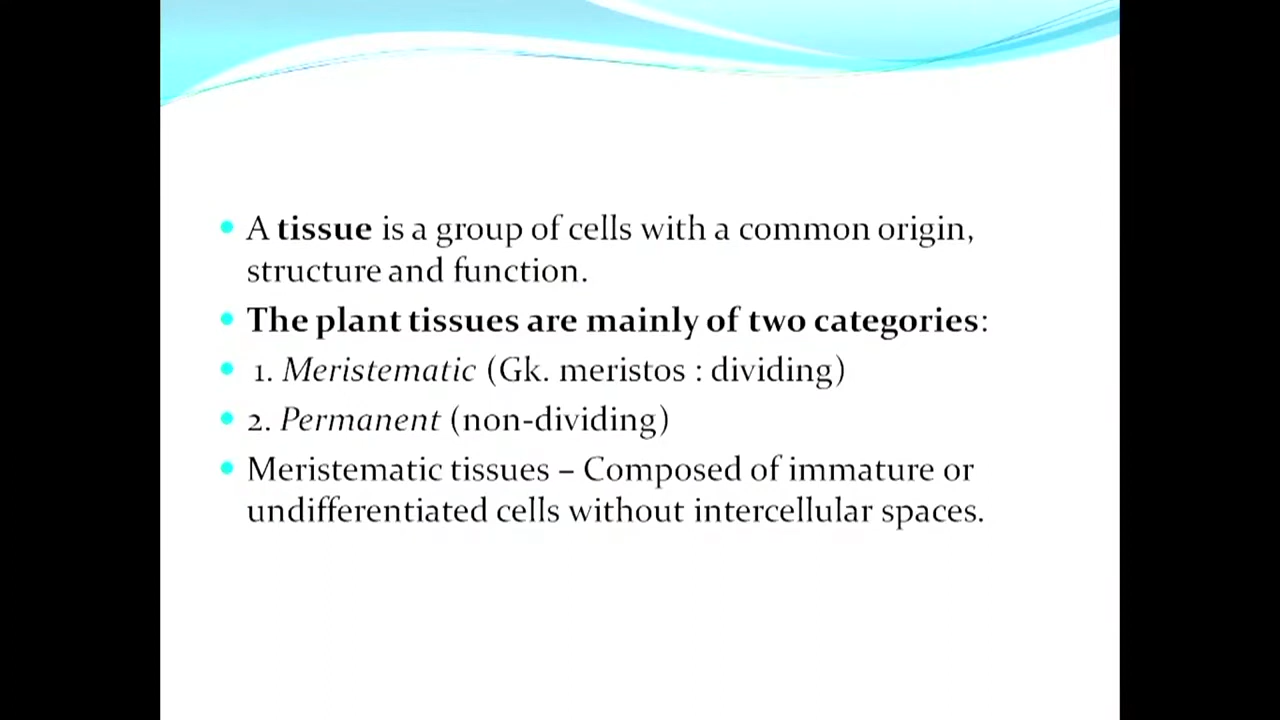 A tissue is a group of cells with a common origin,
structure and function.
The plant tissues are mainly of two categories:
1. Meristematic (Gk. meristos : dividing)
2. Permanent (non-dividing)
Meristematic tissues – Composed of immature or
undifferentiated cells without intercellular spaces.